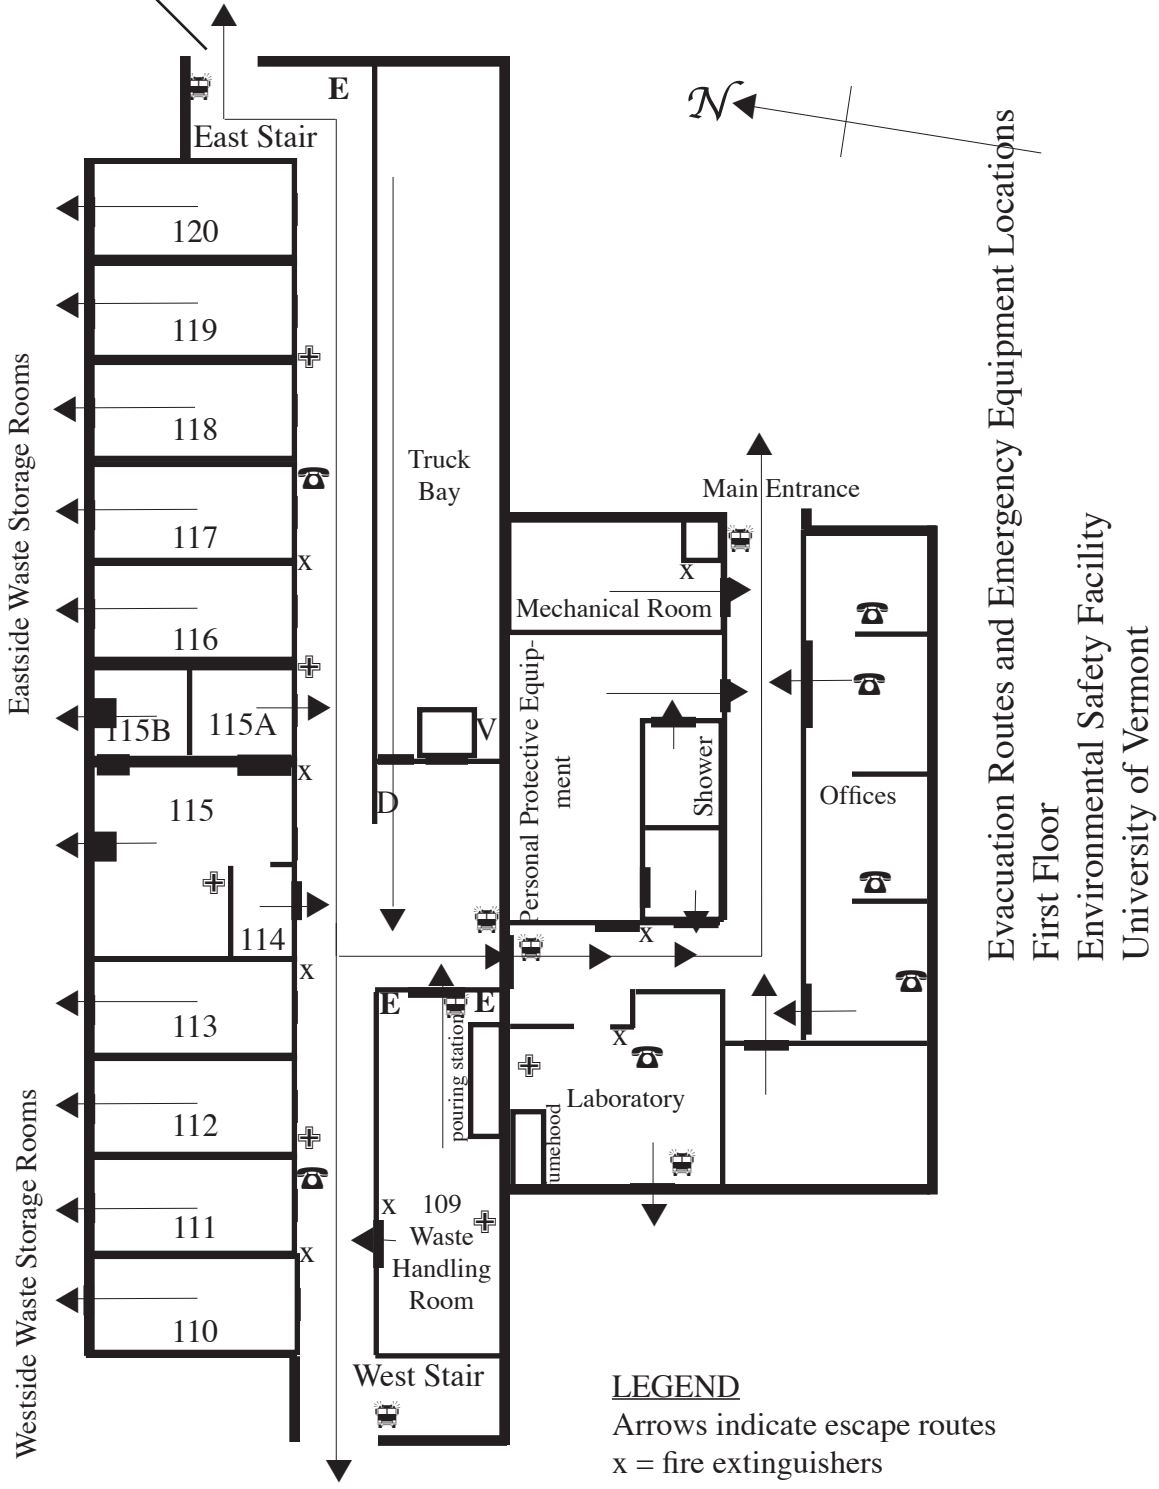 E
N
East Stair
120
119
118
117
116
115B
115A
115
114
113
112
111
110
Eastside Waste Storage Rooms
Westside Waste Storage Rooms
x
x
x
x
Truck
Bay
V
D
Main Entrance
x
Mechanical Room
Personal Protective Equip-
ment
Shower
Offices
x
E
E
pouring station
x
Laboratory
umehood
x
109
Waste
Handling
Room
West Stair
Evacuation Routes and Emergency Equipment Locations
First Floor
Environmental Safety Facility
University of Vermont
LEGEND
Arrows indicate escape routes
x = fire extinguishers